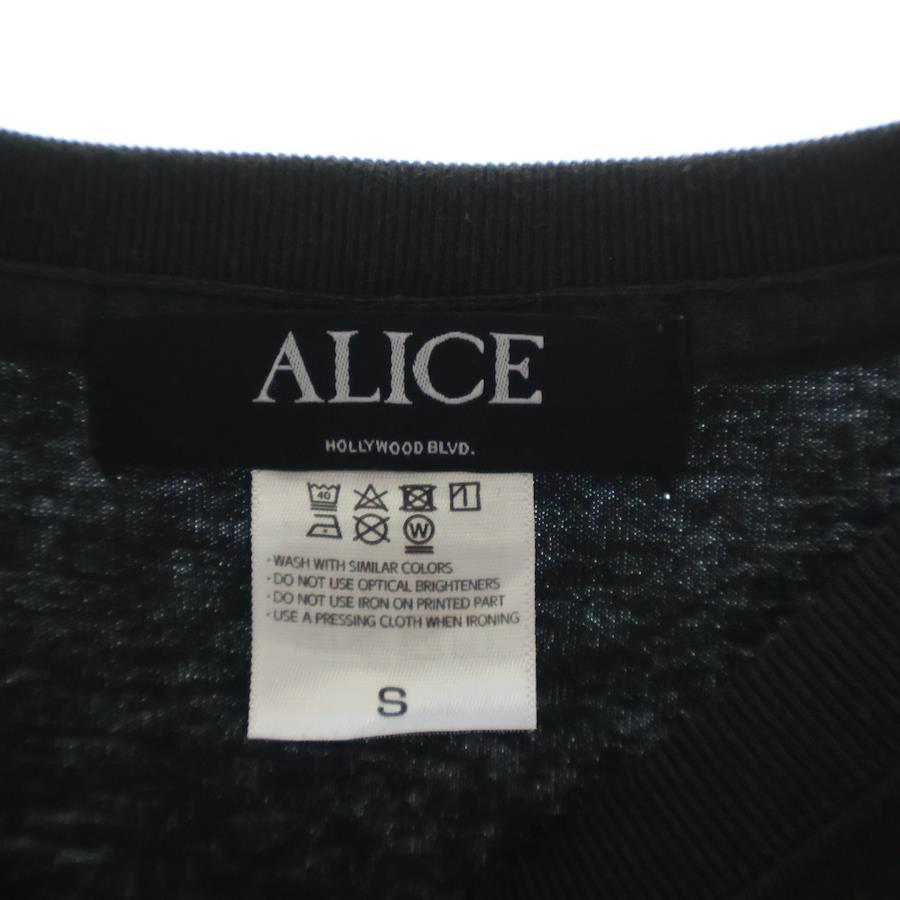 ALICE
HOLLYWOOD BLVD.
40
W
· WASH WITH SIMILAR COLORS
· DO NOT USE OPTICAL BRIGHTENERS
· DO NOT USE IRON ON PRINTED PART
· USE A PRESSING CLOTH WHEN IRONING
S